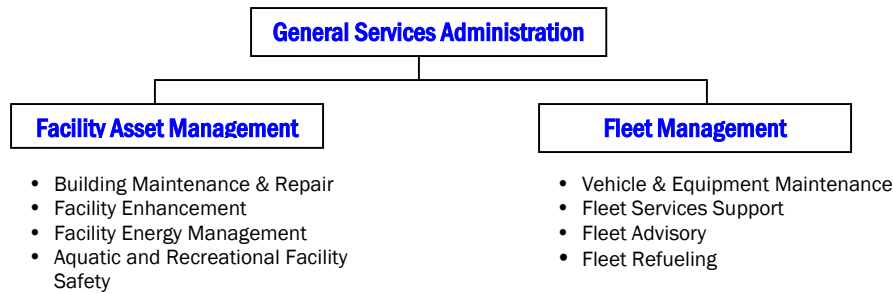 General Services Administration
Facility Asset Management
• Building Maintenance & Repair
• Facility Enhancement
• Facility Energy Management
• Aquatic and Recreational Facility
Safety
Fleet Management
• Vehicle & Equipment Maintenance
• Fleet Services Support
• Fleet Advisory
• Fleet Refueling